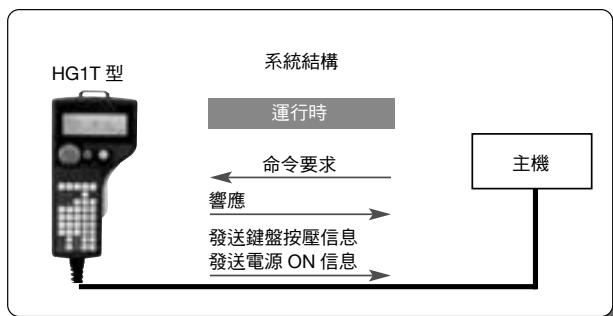 系統結構
HG1T 型
運行時
命令要求
主機
響應
發送鍵盤按壓信息
發送電源 ON 信息